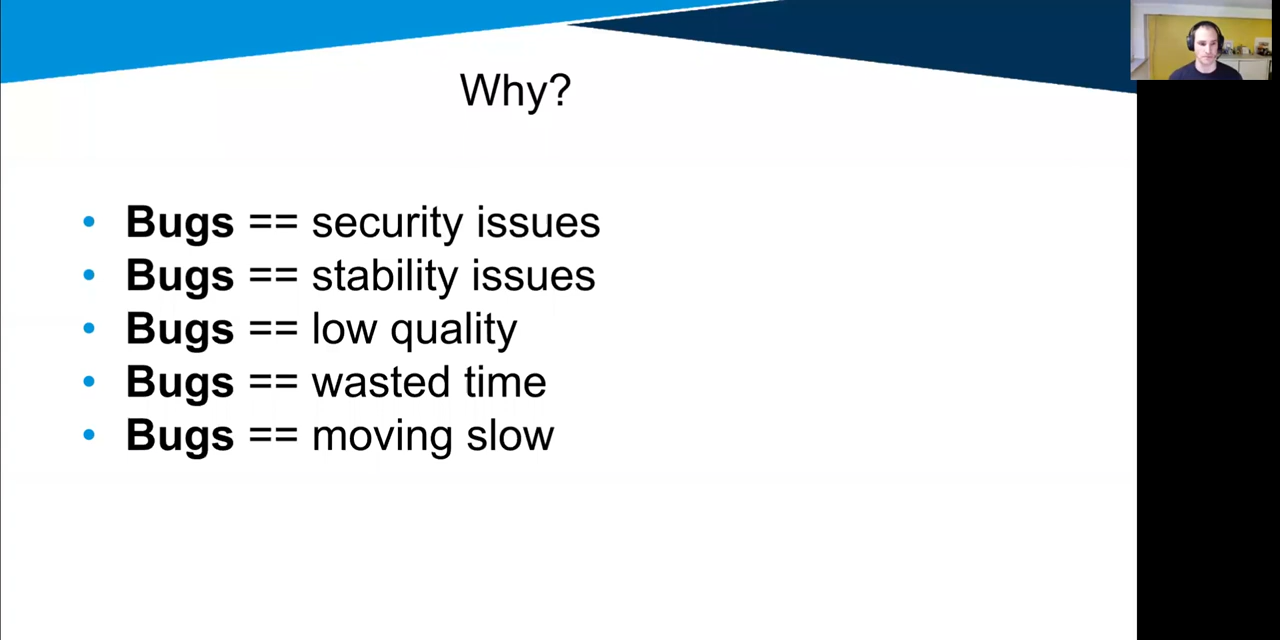 Why?
• Bugs == security issues
• Bugs == stability issues
• Bugs == low quality
• Bugs == wasted time
• Bugs == moving slow